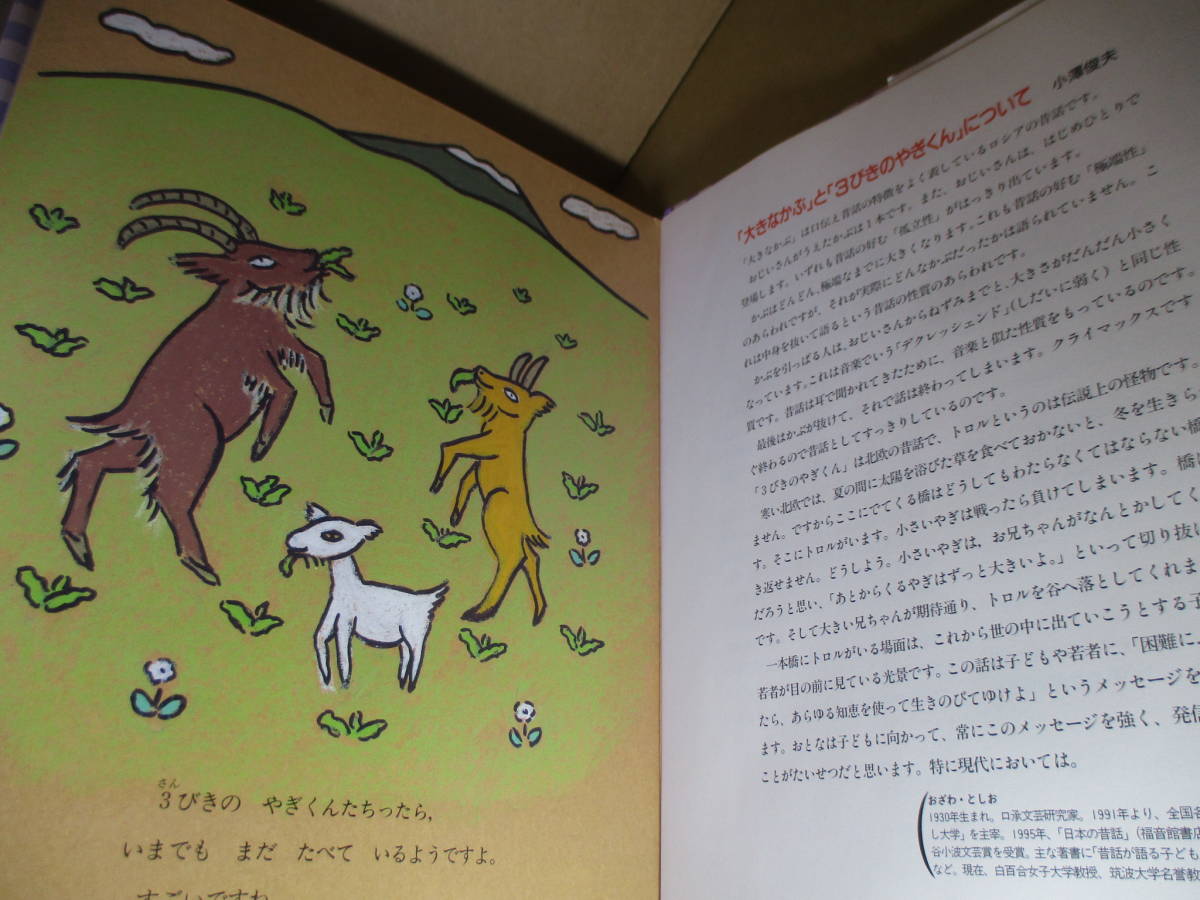 さん
3びきの やぎくんたちったら,
いまでも まだ たべて いるようですよ。
すごいですね
「大きなかぶ」と「3びきのやぎくん」について 小澤俊夫
「大きなかぶ」は口伝え昔話の特徴をよく表しているロシアの昔話です。
おじいさんがうえたかぶは1本です。また、おじいさんは、はじめひとりで
登場します。いずれも昔話の好む「孤立性」がはっきり出ています。
かぶはどんどん、極端なまでに大きくなります。これも昔話の好む「極端性」
のあらわれですが、それが実際にどんなかぶだったかは語られていません。こ
れは中身を抜いて語るという昔話の性質のあらわれです。
かぶを引っぱる人は、おじいさんからねずみまでと、大きさがだんだん小さく
なっています。これは音楽でいう「デクレッシェンド」(しだいに弱く)と同じ性
質です。昔話は耳で聞かれてきたために、音楽と似た性質をもっているのです。
最後はかぶが抜けて、それで話は終わってしまいます。クライマックスです
ぐ終わるので昔話としてすっきりしているのです。
「3びきのやぎくん」は北欧の昔話で、トロルというのは伝説上の怪物です。
寒い北欧では、夏の間に太陽を浴びた草を食べておかないと、冬を生きら
ません。ですからここにでてくる橋はどうしてもわたらなくてはならない橋
す。そこにトロルがいます。小さいやぎは戦ったら負けてしまいます。橋は
き返せません。どうしよう。小さいやぎは、お兄ちゃんがなんとかしてく
だろうと思い、「あとからくるやぎはずっと大きいよ。」といって切り抜け
です。そして大きい兄ちゃんが期待通り、トロルを谷へ落としてくれま
一本橋にトロルがいる場面は、これから世の中に出ていこうとする子
若者が目の前に見ている光景です。この話は子どもや若者に、「困難に
たら、あらゆる知恵を使って生きのびてゆけよ」というメッセージを
ます。おとなは子どもに向かって、常にこのメッセージを強く、発信
ことがたいせつだと思います。特に現代においては。
おざわ・としお
1930年生まれ。口承文芸研究家。1991年より、全国各
し大学」を主宰。1995年、「日本の昔話」(福音館書店
谷小波文芸賞を受賞。主な著書に「昔話が語る子ども
など。現在、白百合女子大学教授、筑波大学名誉教